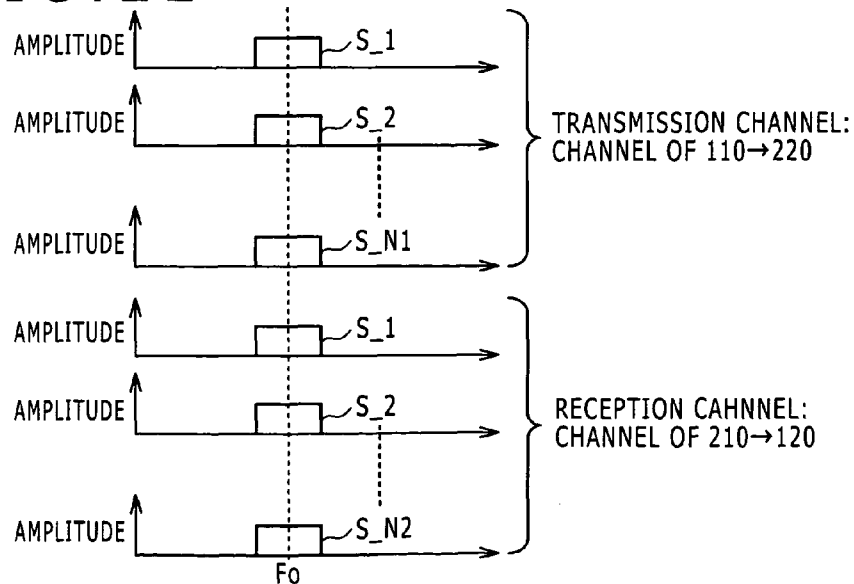 AMPLITUDE S_1
AMPLITUDE S_2
TRANSMISSION CHANNEL:
CHANNEL OF 110→220
AMPLITUDE S_N1
AMPLITUDE S_1
AMPLITUDE S_2
RECEPTION CAHNNEL:
CHANNEL OF 210→120
AMPLITUDE S_N2
Fo